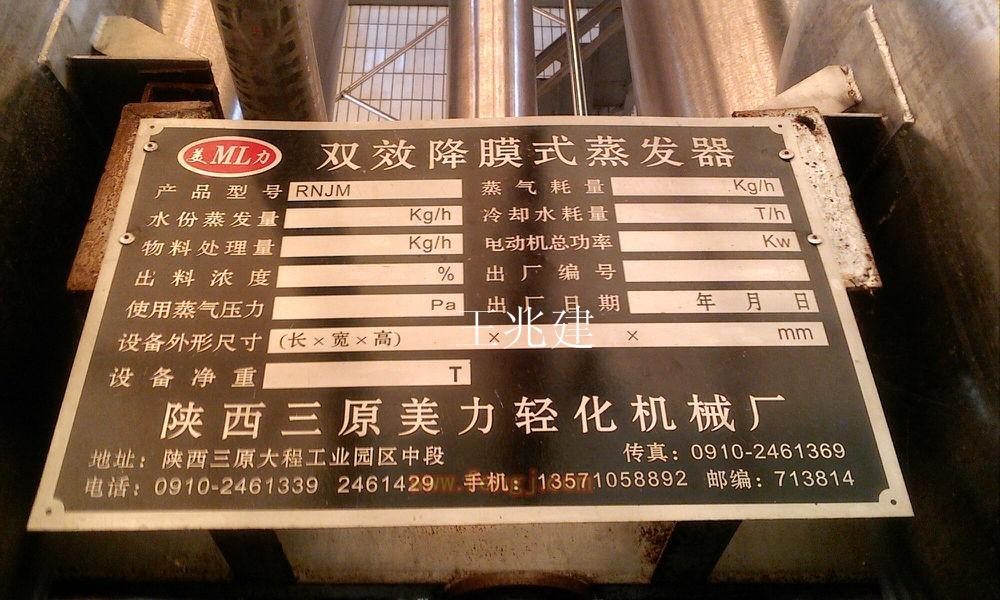 美 ML 力 双效降膜式蒸发器
产品型号 RNJM 蒸气耗量 Kg/h
水份蒸发量 Kg/h 冷却水耗量 T/h
物料处理量 Kg/h 电动机总功率 Kw
出料浓度 % 出厂编号
使用蒸气压力 Pa 出厂日期 年 月 日
王兆建
设备外形尺寸 (长×宽×高) × × mm
设备净重 T
陕西三原美力轻化机械厂
地址：陕西三原大程工业园区中段 传真：0910-2461369
电话：0910-2461339 2461429 手机：13571058892 邮编：713814